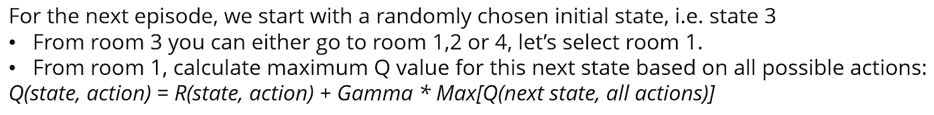 For the next episode, we start with a randomly chosen initial state, i.e. state 3
• From room 3 you can either go to room 1,2 or 4, let's select room 1.
• From room 1, calculate maximum Q value for this next state based on all possible actions:
Q(state, action) = R(state, action) + Gamma * Max[Q(next state, all actions)]